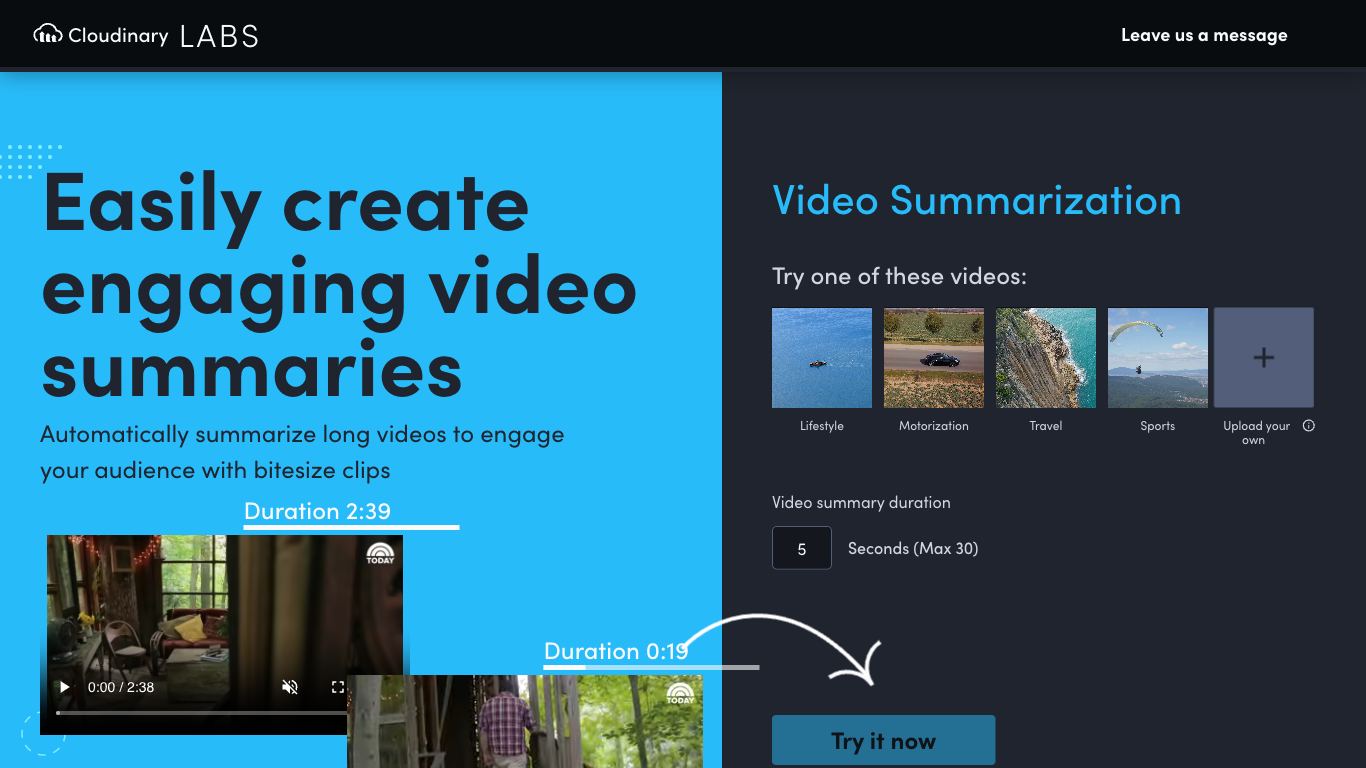 Cloudinary LABS
Leave us a message
Easily create
engaging video
summaries
Automatically summarize long videos to engage
your audience with bitesize clips
Duration 2:39
TODAY
0:00 / 2:38
Duration 0:19
TODAY
Video Summarization
Try one of these videos:
Lifestyle
Motorization
Travel
Sports
Upload your
own
Video summary duration
5 Seconds (Max 30)
Try it now